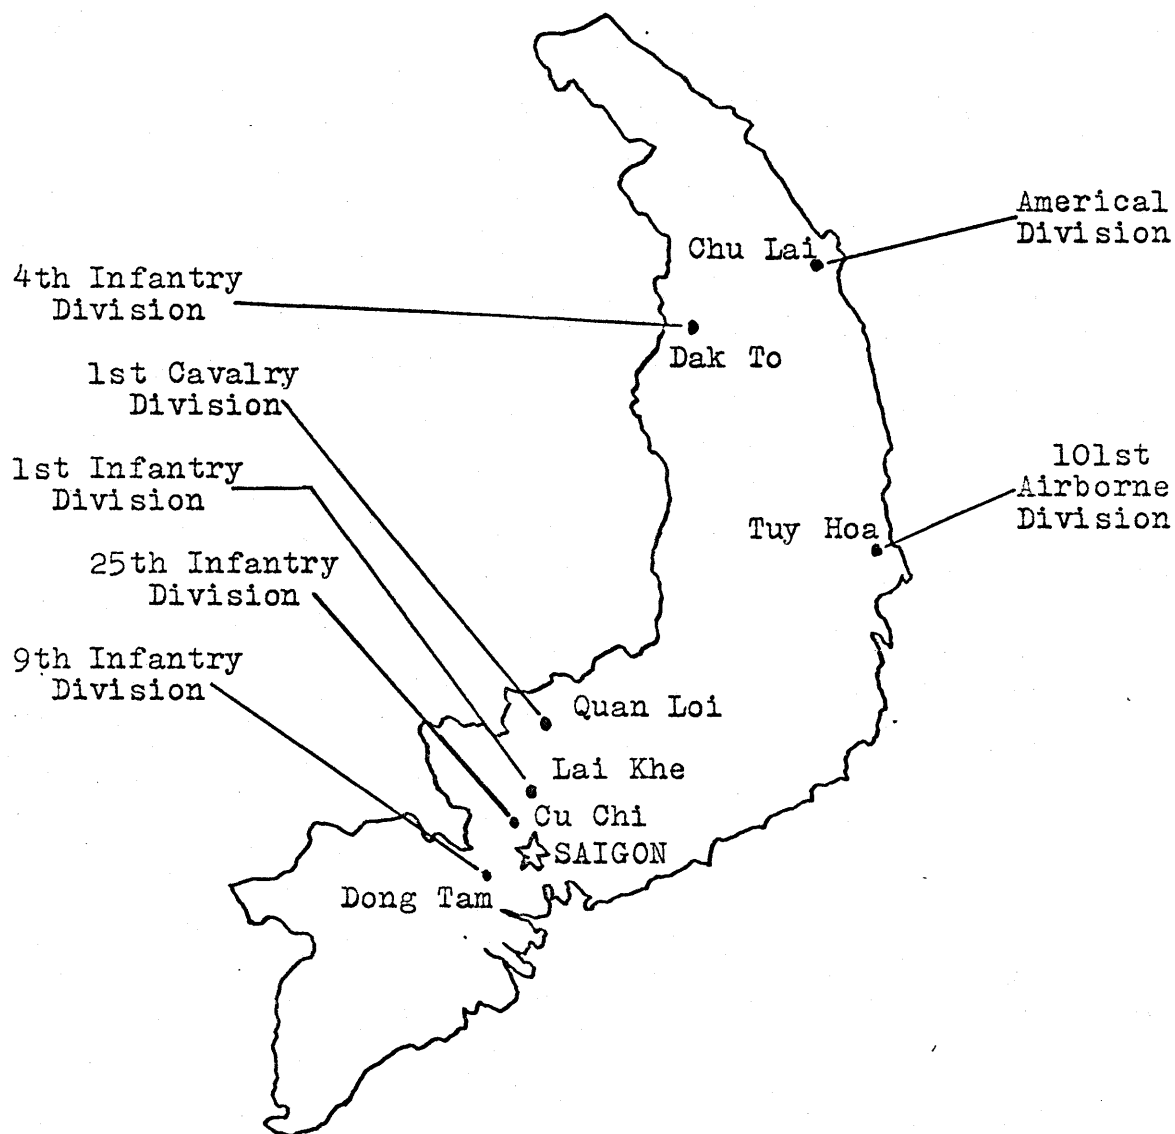 Americal
Division
Chu Lai
4th Infantry
Division
Dak To
1st Cavalry
Division
1st Infantry
Division
101st
Airborne
Division
Tuy Hoa
25th Infantry
Division
9th Infantry
Division
Quan Loi
Lai Khe
Cu Chi
SAIGON
Dong Tam